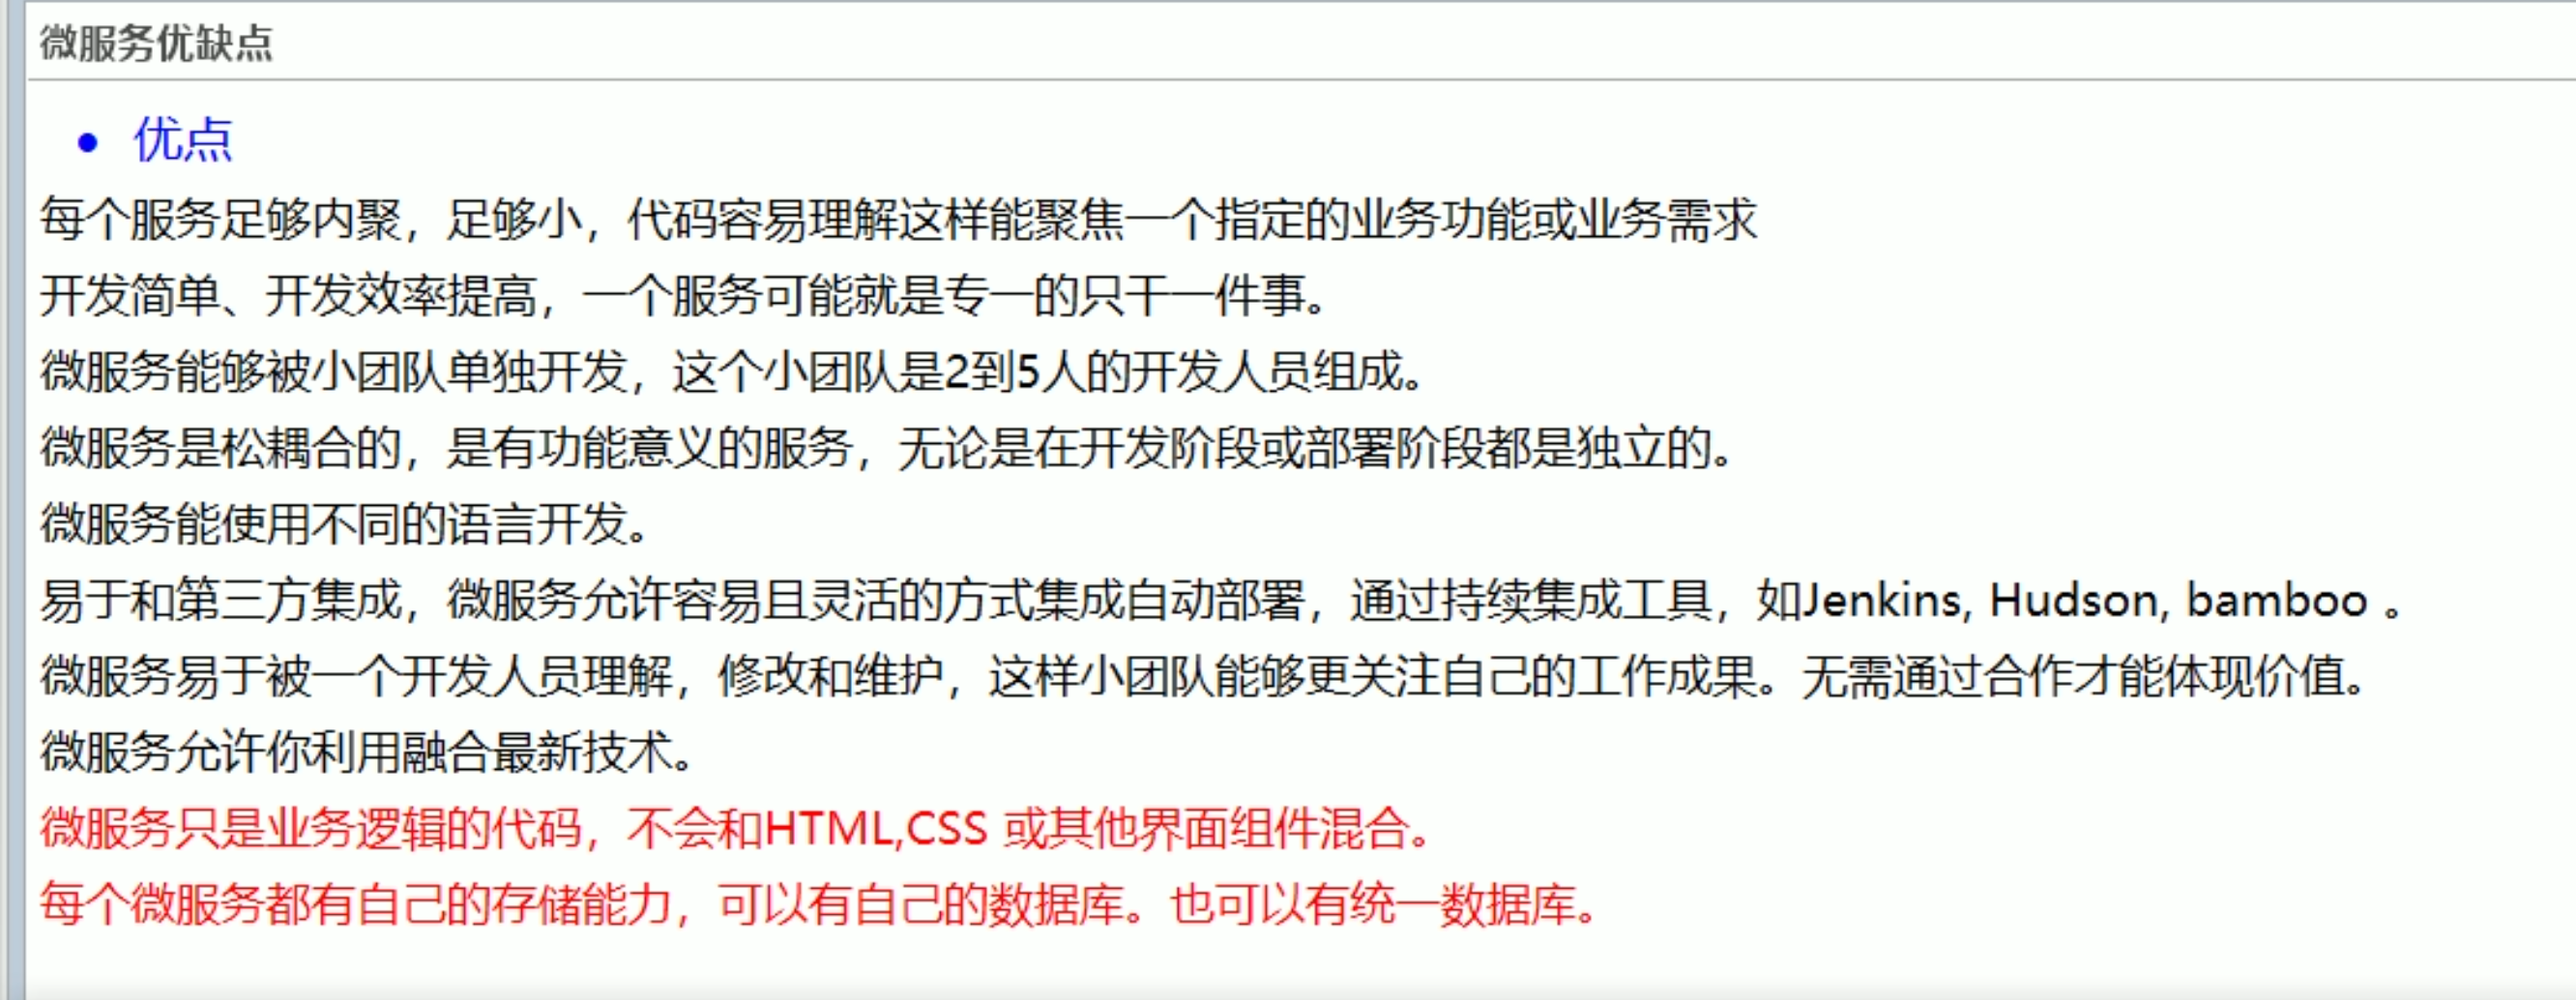 微服务优缺点
• 优点
每个服务足够内聚，足够小，代码容易理解这样能聚焦一个指定的业务功能或业务需求
开发简单、开发效率提高，一个服务可能就是专一的只干一件事。
微服务能够被小团队单独开发，这个小团队是2到5人的开发人员组成。
微服务是松耦合的，是有功能意义的服务，无论是在开发阶段或部署阶段都是独立的。
微服务能使用不同的语言开发。
易于和第三方集成，微服务允许容易且灵活的方式集成自动部署，通过持续集成工具，如Jenkins, Hudson, bamboo 。
微服务易于被一个开发人员理解，修改和维护，这样小团队能够更关注自己的工作成果。无需通过合作才能体现价值。
微服务允许你利用融合最新技术。
微服务只是业务逻辑的代码，不会和HTML,CSS 或其他界面组件混合。
每个微服务都有自己的存储能力，可以有自己的数据库。也可以有统一数据库。